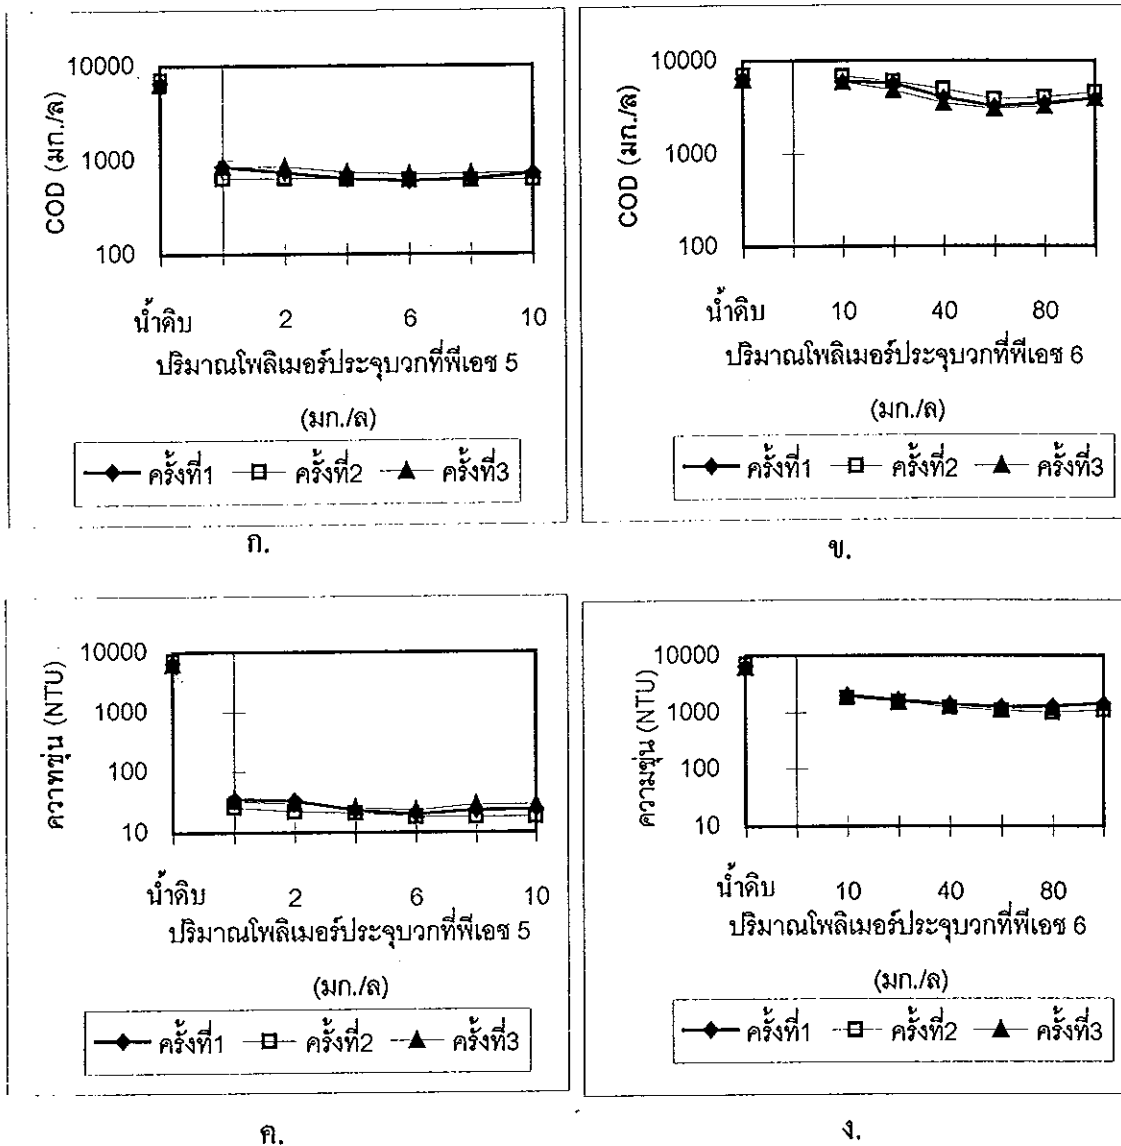 10000
1000
100
COD (มก./ล)
น้ำดิบ 2 6 10
ปริมาณโพลิเมอร์ประจุบวกที่พีเอช 5
(มก./ล)
ครั้งที่1 ครั้งที่2 ครั้งที่3
ก.
10000
1000
100
COD (มก./ล)
น้ำดิบ 10 40 80
ปริมาณโพลิเมอร์ประจุบวกที่พีเอช 6
(มก./ล)
ครั้งที่1 ครั้งที่2 ครั้งที่3
ข.
10000
1000
100
10
ควาทขุ่น (NTU)
น้ำดิบ 2 6 10
ปริมาณโพลิเมอร์ประจุบวกที่พีเอช 5
(มก./ล)
ครั้งที่1 ครั้งที่2 ครั้งที่3
ค.
10000
1000
100
10
ความขุ่น (NTU)
น้ำดิบ 10 40 80
ปริมาณโพลิเมอร์ประจุบวกที่พีเอช 6
(มก./ล)
ครั้งที่1 ครั้งที่2 ครั้งที่3
ง.